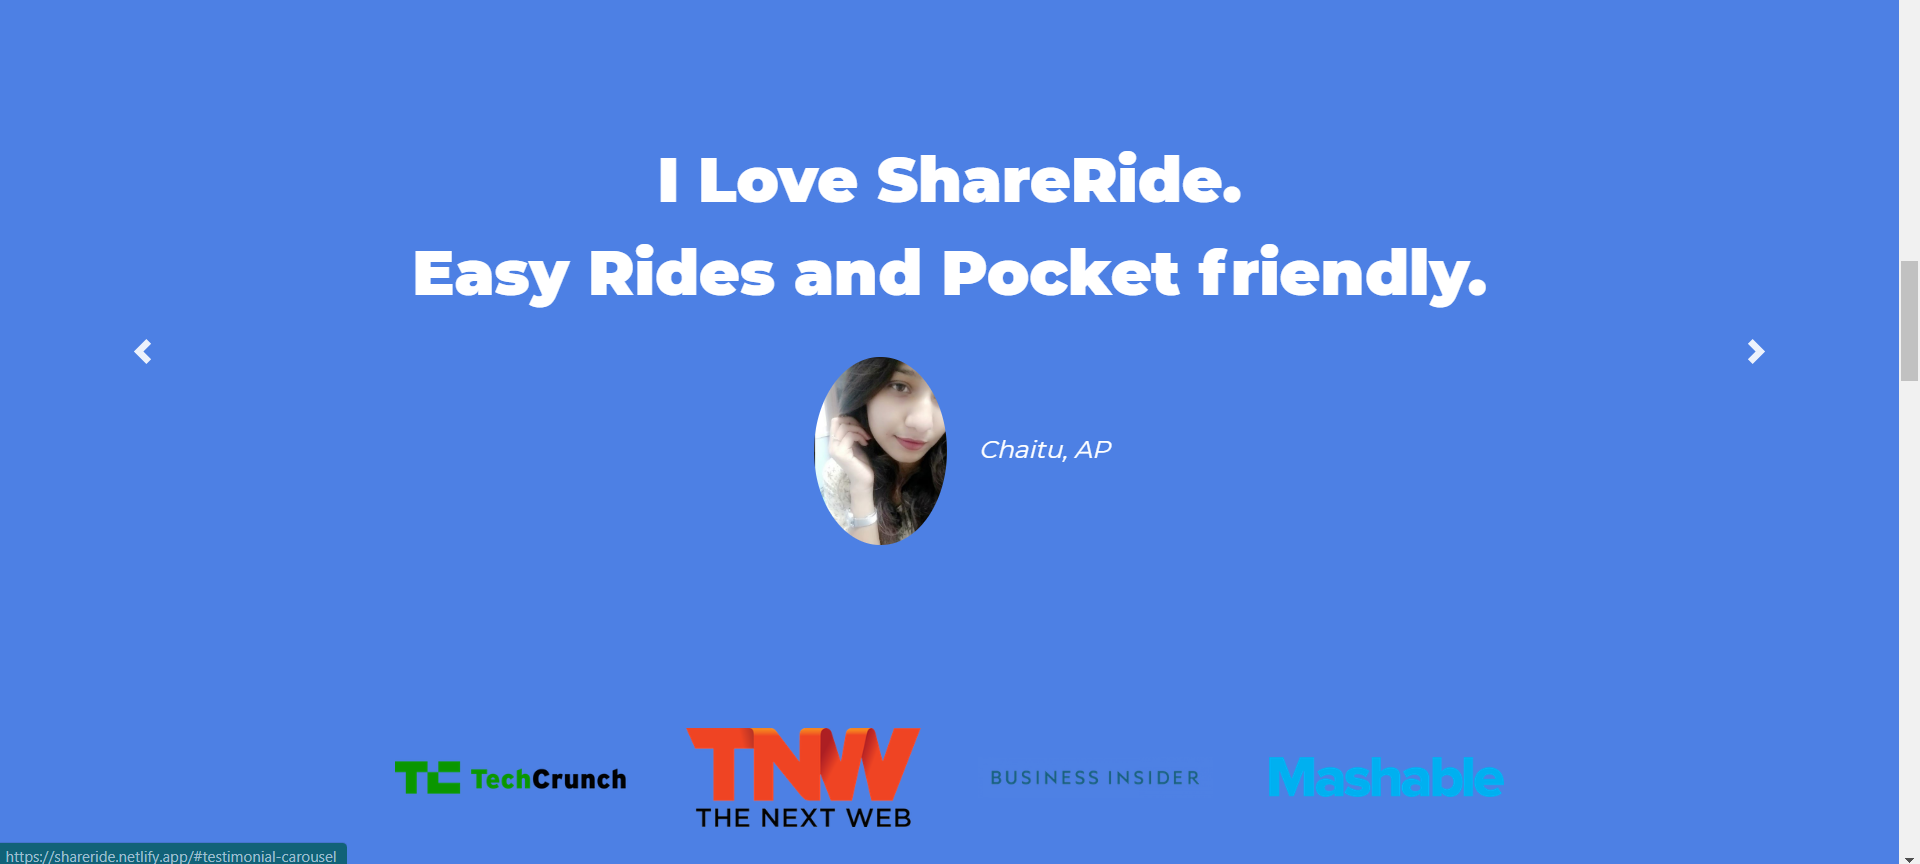 I Love ShareRide.
Easy Rides and Pocket friendly.
Chaitu, AP
TC TechCrunch
TNW
THE NEXT WEB
BUSINESS INSIDER
Mashable
https://shareride.netlify.app/#testimonial-carousel